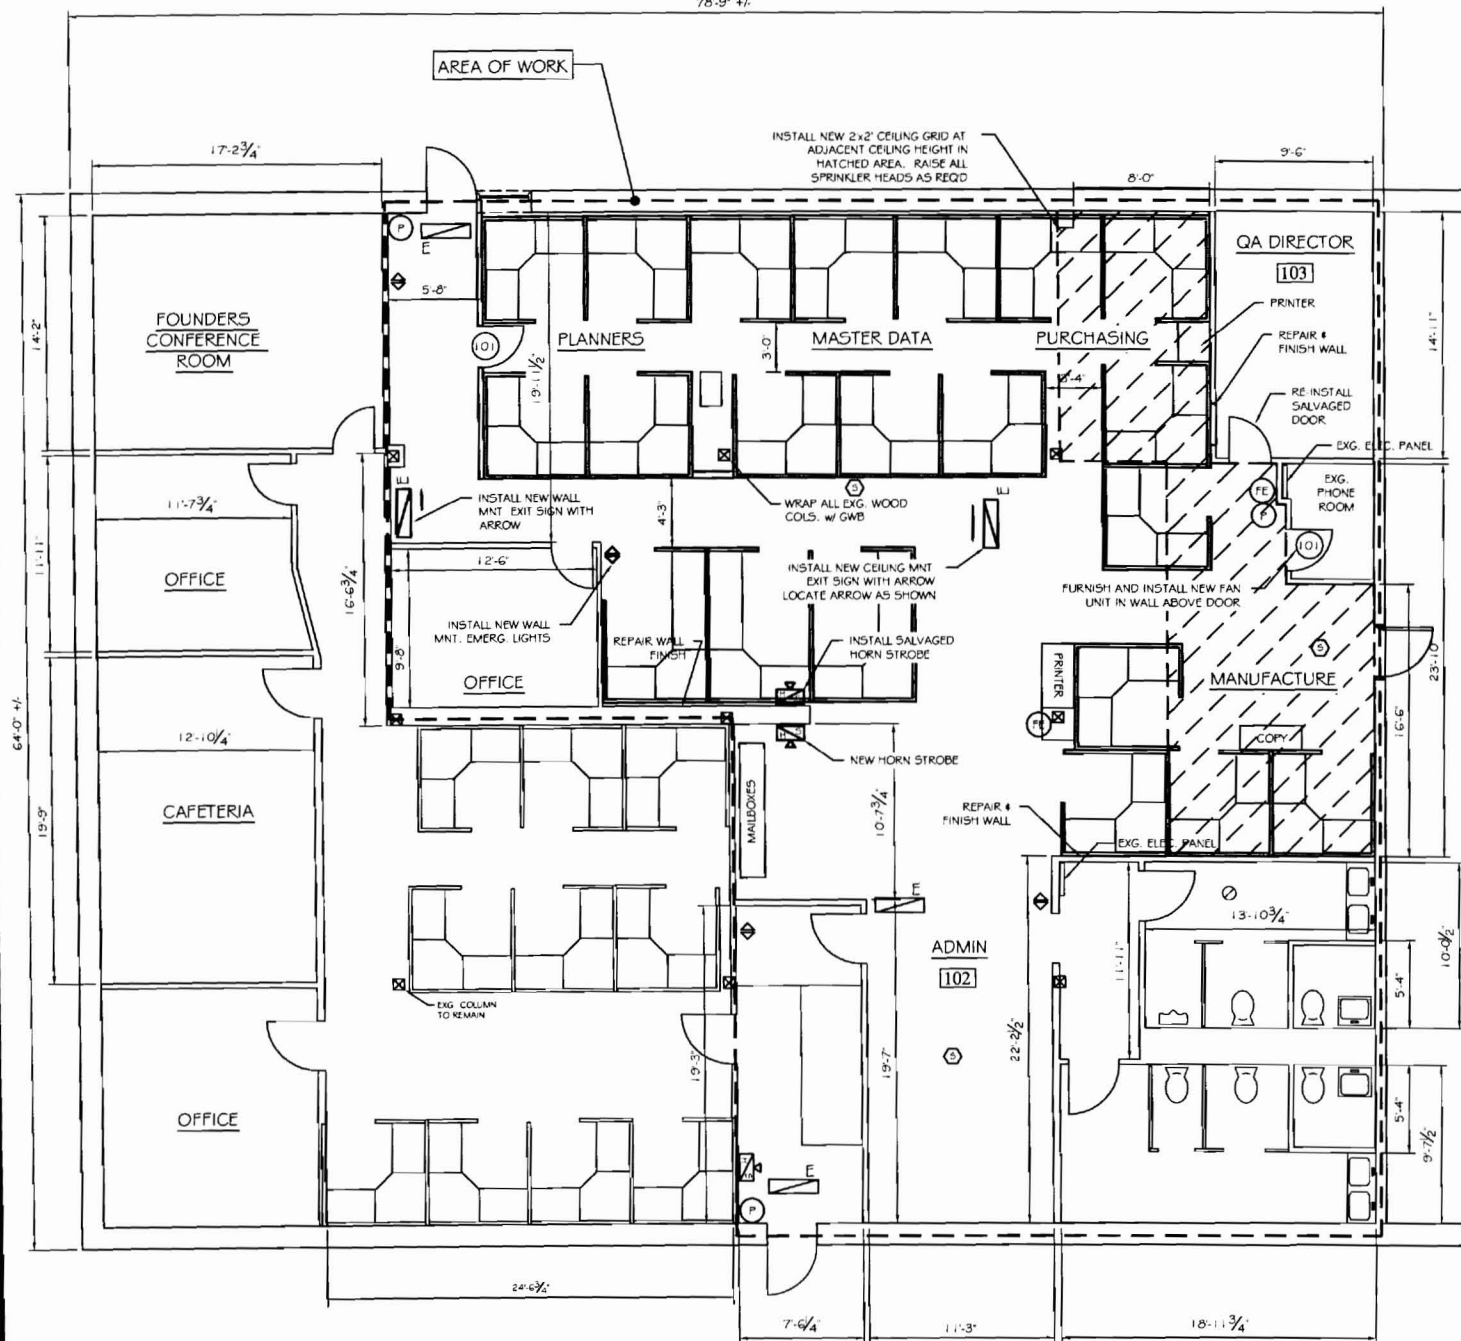 78'-9" +/-
AREA OF WORK
INSTALL NEW 2x2' CEILING GRID AT
ADJACENT CEILING HEIGHT IN
HATCHED AREA. RAISE ALL
SPRINKLER HEADS AS REQD
17'-2 3/4"
9'-6"
8'-0"
P
E
5'-8"
QA DIRECTOR
103
PRINTER
FOUNDERS
CONFERENCE
ROOM
14'-2"
101
PLANNERS
MASTER DATA
PURCHASING
3'-0"
19'-11 1/2"
REPAIR &
FINISH WALL
14'-11"
RE-INSTALL
SALVAGED
DOOR
EXG. ELEC. PANEL
EXG.
PHONE
ROOM
FE
P
101
11'-7 3/4"
INSTALL NEW WALL
MNT EXIT SIGN WITH
ARROW
E
4'-3"
WRAP ALL EXG. WOOD
COLS. w/ GWB
S
E
11'-11"
OFFICE
12'-6"
16'-6 3/4"
INSTALL NEW CEILING MNT
EXIT SIGN WITH ARROW
LOCATE ARROW AS SHOWN
FURNISH AND INSTALL NEW FAN
UNIT IN WALL ABOVE DOOR
INSTALL NEW WALL
MNT. EMERG. LIGHTS
REPAIR WALL
FINISH
INSTALL SALVAGED
HORN STROBE
9'-8"
OFFICE
PRINTER
S
MANUFACTURE
23'-10"
64'-0" +/-
FE
COPY
16'-6"
12'-10 1/4"
NEW HORN STROBE
CAFETERIA
19'-9"
MAILBOXES
10'-7 3/4"
REPAIR &
FINISH WALL
EXG. ELEC. PANEL
E
13'-10 3/4"
ADMIN
102
11'-11"
10'-0 1/2"
5'-4"
EXG COLUMN
TO REMAIN
19'-3"
19'-7"
22'-2 1/2"
S
OFFICE
5'-4"
9'-7 1/2"
E
P
24'-6 3/4"
7'-6 1/4"
11'-3"
18'-11 3/4"